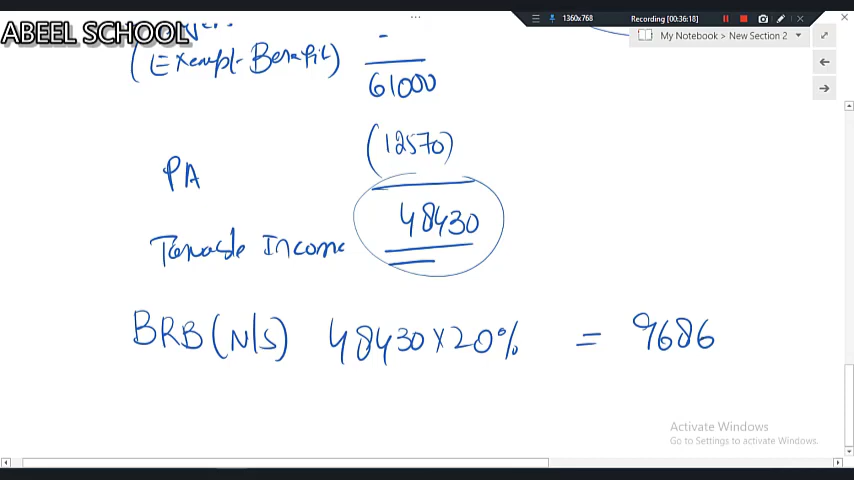 1360x768
Recording [00:36:18]
ABEEL SCHOOL
My Notebook > New Section 2
(Exempt Benefit)
61000
PA (12570)
Taxable Income 48430
BRB (N/S) 48430 x 20% = 9686
Activate Windows
Go to Settings to activate Windows.